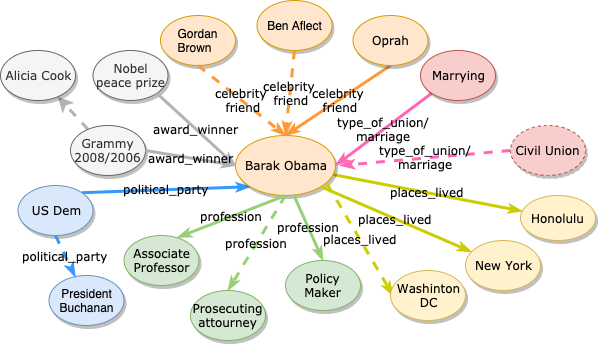 Gordan
Brown
Ben Aflect
Oprah
Alicia Cook
Nobel
peace prize
Marrying
celebrity
friend
celebrity
friend
celebrity
friend
award_winner
type_of_union/
marriage
Grammy
2008/2006
award_winner
Barak Obama
type_of_union/
marriage
Civil Union
political_party
places_lived
US Dem
profession
places_lived
Honolulu
profession
profession
places_lived
political_party
Associate
Professor
New York
Policy
Maker
President
Buchanan
Prosecuting
attourney
Washinton
DC